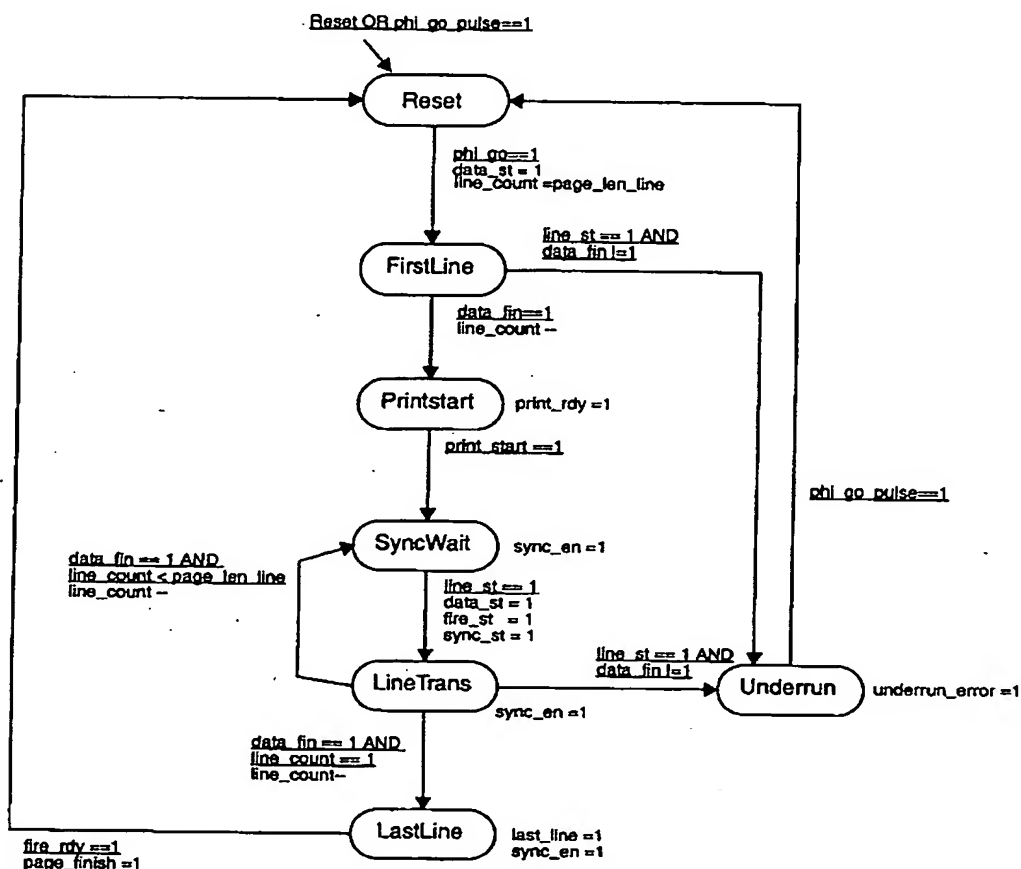 Reset OR phi_go_pulse==1
Reset
phi_go==1
data_st = 1
line_count =page_len_line
line_st == 1 AND
data_fin !=1
FirstLine
data_fin==1
line_count --
Printstart
print_rdy =1
print_start ==1
phi_go_pulse==1
SyncWait
sync_en =1
data_fin == 1 AND
line_count < page_len_line
line_count --
line_st == 1
data_st = 1
fire_st = 1
sync_st = 1
line_st == 1 AND
data_fin !=1
LineTrans
sync_en =1
Underrun
underrun_error =1
data_fin == 1 AND
line_count == 1
line_count--
LastLine
last_line =1
sync_en =1
fire_rdy ==1
page_finish =1